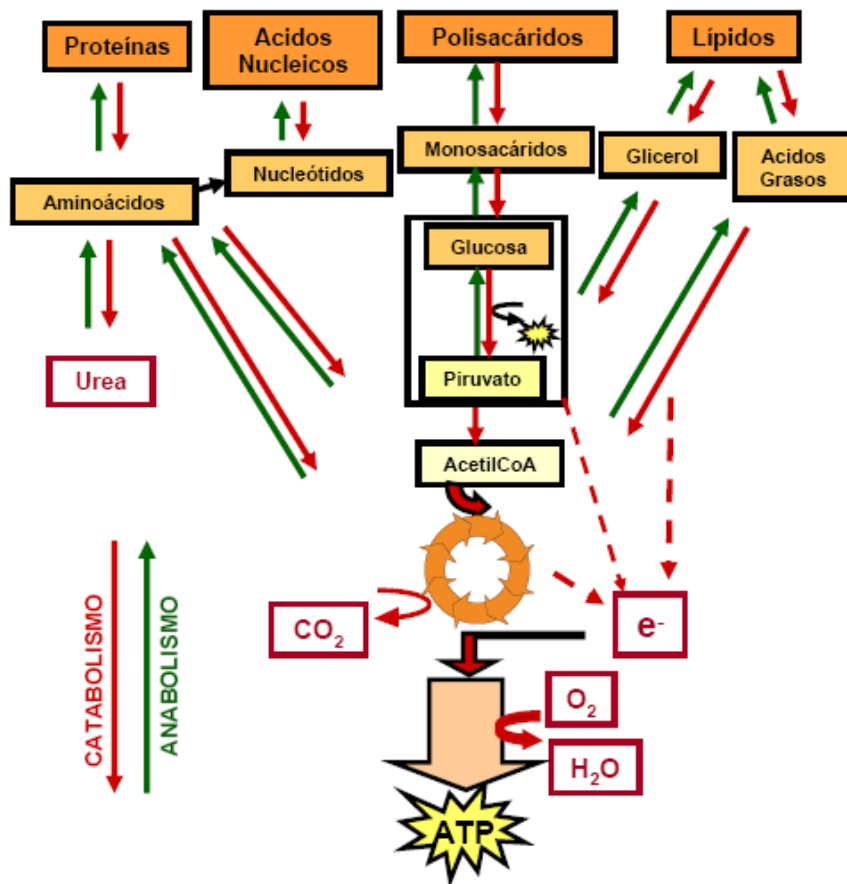 Proteínas
Acidos
Nucleicos
Polisacáridos
Lípidos
Aminoácidos
Nucleótidos
Monosacáridos
Glicerol
Acidos
Grasos
Glucosa
Urea
Piruvato
AcetilCoA
CO2
e-
O2
H2O
ATP
CATABOLISMO
ANABOLISMO